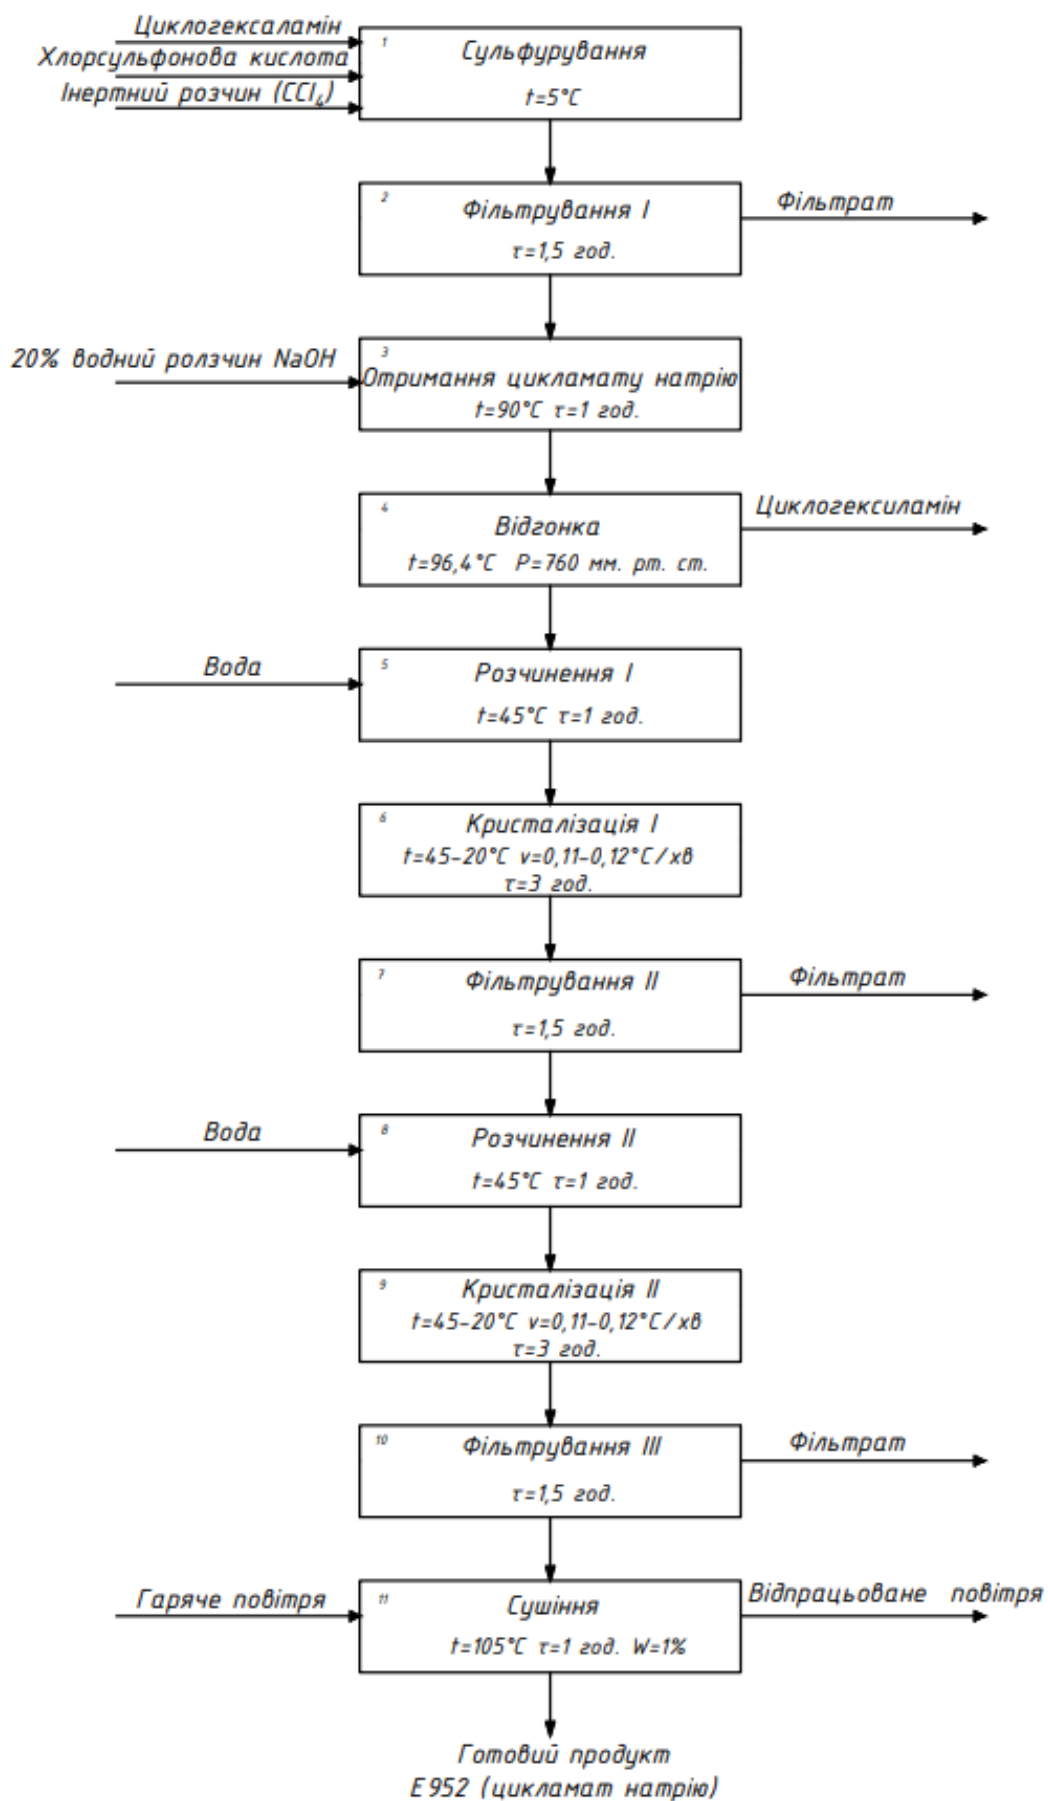 Циклогексаламін
Хлорсульфонова кислота
Інертний розчин (CCl₄)
1
Сульфурування
t=5°C
2
Фільтрування I
τ=1,5 год.
Фільтрат
20% водний ролзчин NaOH
3
Отримання цикламату натрію
t=90°C τ=1 год.
4
Відгонка
t=96,4°C P=760 мм. рт. ст.
Циклогексиламін
Вода
5
Розчинення I
t=45°C τ=1 год.
6
Кристалізація I
t=45-20°C v=0,11-0,12°C/хв
τ=3 год.
7
Фільтрування II
τ=1,5 год.
Фільтрат
Вода
8
Розчинення II
t=45°C τ=1 год.
9
Кристалізація II
t=45-20°C v=0,11-0,12°C/хв
τ=3 год.
10
Фільтрування III
τ=1,5 год.
Фільтрат
Гаряче повітря
11
Сушіння
t=105°C τ=1 год. W=1%
Відпрацьоване повітря
Готовий продукт
E952 (цикламат натрію)